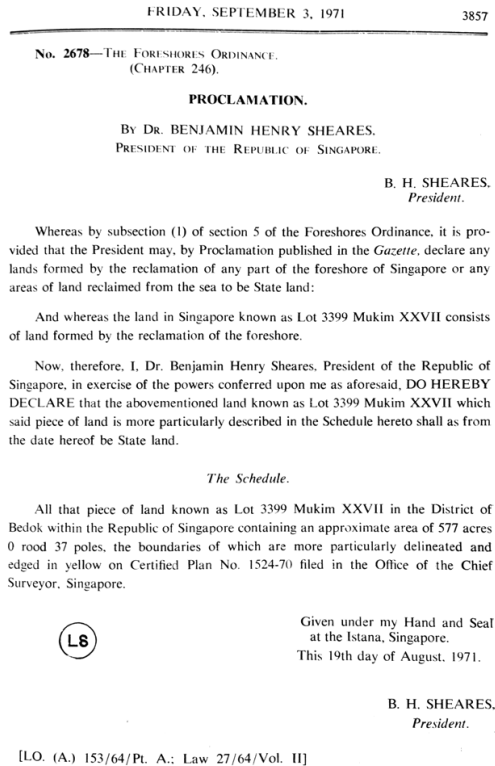 FRIDAY, SEPTEMBER 3, 1971
3857
No. 2678—THE FORESHORES ORDINANCE.
(CHAPTER 246).
PROCLAMATION.
BY DR. BENJAMIN HENRY SHEARES,
PRESIDENT OF THE REPUBLIC OF SINGAPORE.
B. H. SHEARES,
President.
Whereas by subsection (1) of section 5 of the Foreshores Ordinance, it is pro-
vided that the President may, by Proclamation published in the Gazette, declare any
lands formed by the reclamation of any part of the foreshore of Singapore or any
areas of land reclaimed from the sea to be State land:
And whereas the land in Singapore known as Lot 3399 Mukim XXVII consists
of land formed by the reclamation of the foreshore.
Now, therefore, I, Dr. Benjamin Henry Sheares, President of the Republic of
Singapore, in exercise of the powers conferred upon me as aforesaid, DO HEREBY
DECLARE that the abovementioned land known as Lot 3399 Mukim XXVII which
said piece of land is more particularly described in the Schedule hereto shall as from
the date hereof be State land.
The Schedule.
All that piece of land known as Lot 3399 Mukim XXVII in the District of
Bedok within the Republic of Singapore containing an approximate area of 577 acres
0 rood 37 poles, the boundaries of which are more particularly delineated and
edged in yellow on Certified Plan No. 1524-70 filed in the Office of the Chief
Surveyor, Singapore.
LS
Given under my Hand and Seal
at the Istana, Singapore.
This 19th day of August, 1971.
B. H. SHEARES,
President.
[LO. (A.) 153/64/Pt. A.; Law 27/64/Vol. II]